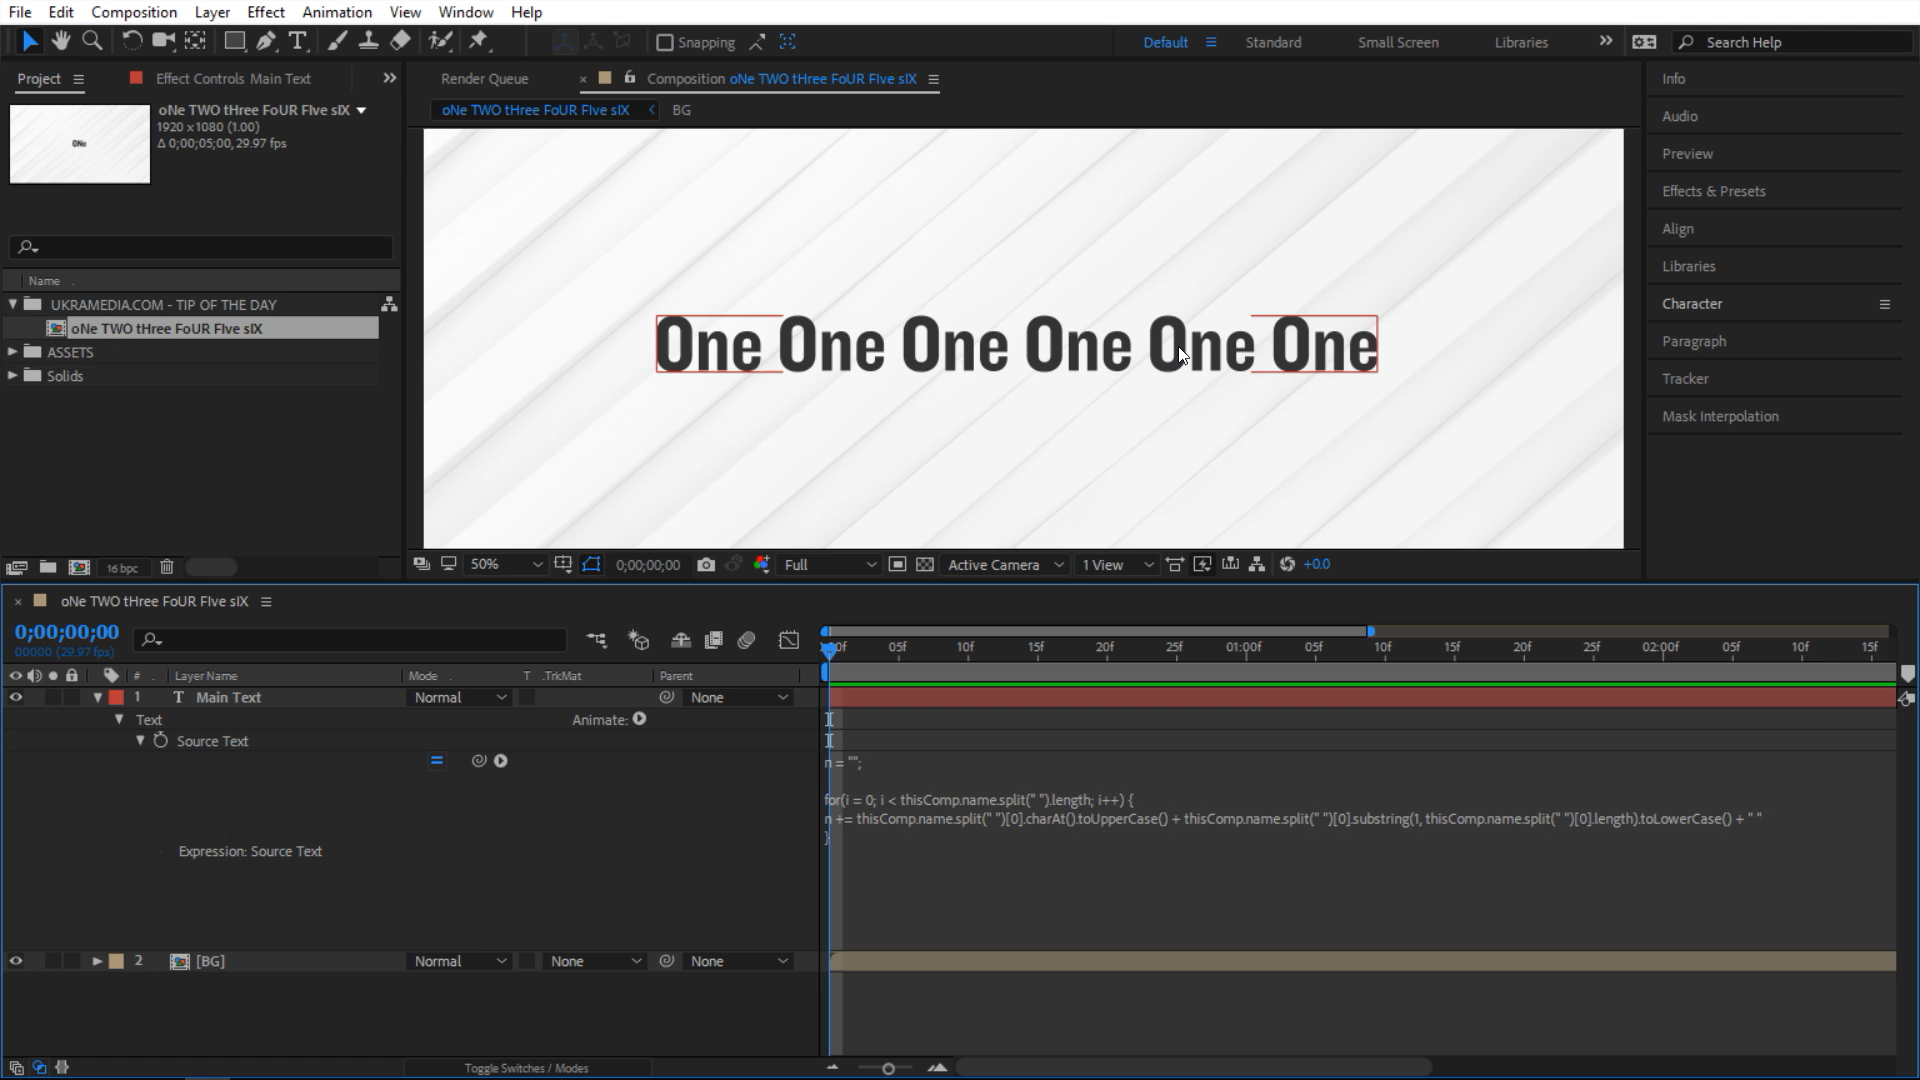 File Edit Composition Layer Effect Animation View Window Help
Snapping Default Standard Small Screen Libraries Search Help
Project Effect Controls Main Text
Render Queue Composition oNe TWO tHree FoUR FIve sIX
oNe TWO tHree FoUR FIve sIX BG
oNe TWO tHree FoUR FIve sIX
1920 x 1080 (1.00)
Δ 0;00;05;00, 29.97 fps
ONe
Name
UKRAMEDIA.COM - TIP OF THE DAY
oNe TWO tHree FoUR FIve sIX
ASSETS
Solids
16 bpc
One One One One One One
50% 0;00;00;00 Full Active Camera 1 View +0.0
Info
Audio
Preview
Effects & Presets
Align
Libraries
Character
Paragraph
Tracker
Mask Interpolation
oNe TWO tHree FoUR FIve sIX
0;00;00;00
00000 (29.97 fps)
05f 10f 15f 20f 25f 01:00f 05f 10f 15f 20f 25f 02:00f 05f 10f 15f
# Layer Name Mode T .TrkMat Parent
1 T Main Text Normal None
Text Animate:
Source Text
n = "";
for(i = 0; i < thisComp.name.split(" ").length; i++) {
n += thisComp.name.split(" ")[0].charAt().toUpperCase() + thisComp.name.split(" ")[0].substring(1, thisComp.name.split(" ")[0].length).toLowerCase() + " "
}
Expression: Source Text
2 [BG] Normal None None
Toggle Switches / Modes